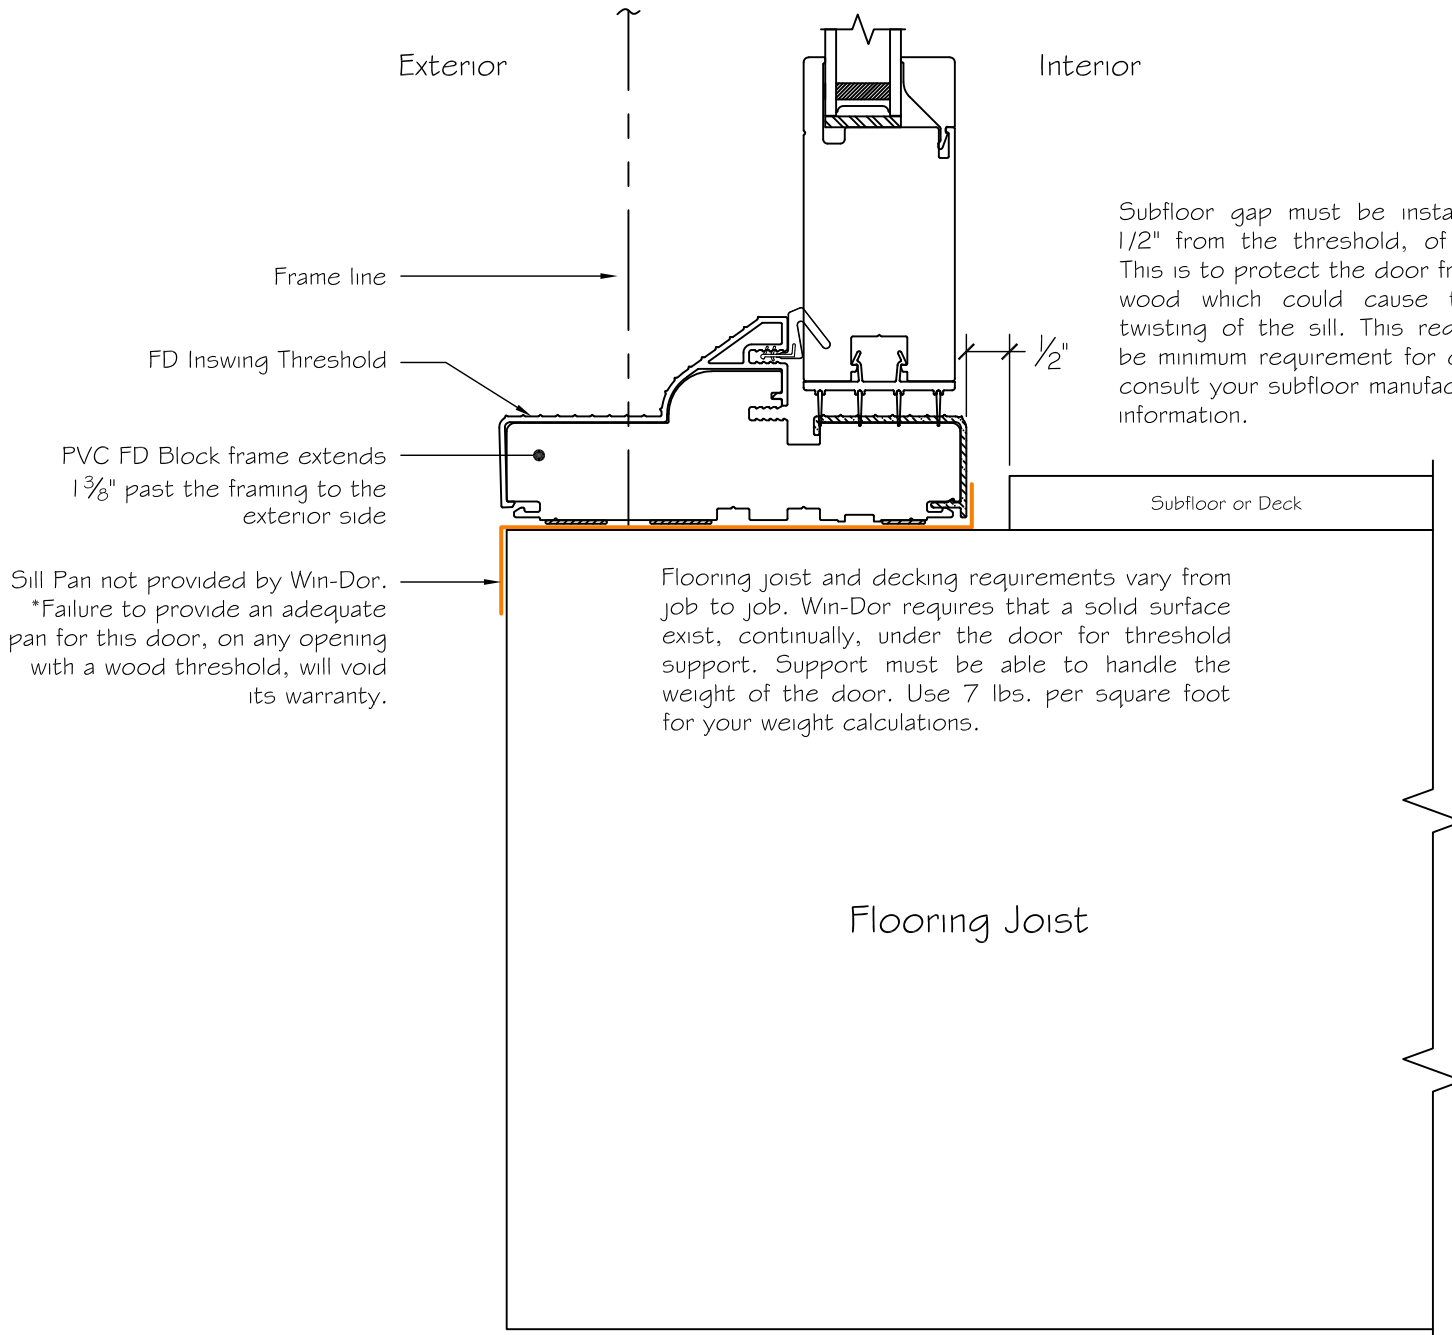 Exterior
Interior
Subfloor gap must be
1/2" from the threshold, of
This is to protect the door
wood which could cause
twisting of the sill. This
be minimum requirement for
consult your subfloor
information.
Frame line
FD Inswing Threshold
1/2"
PVC FD Block frame extends
1 3/8" past the framing to the
exterior side
Subfloor or Deck
Sill Pan not provided by Win-Dor.
*Failure to provide an adequate
pan for this door, on any opening
with a wood threshold, will void
its warranty.
Flooring joist and decking requirements vary from
job to job. Win-Dor requires that a solid surface
exist, continually, under the door for threshold
support. Support must be able to handle the
weight of the door. Use 7 lbs. per square foot
for your weight calculations.
Flooring Joist